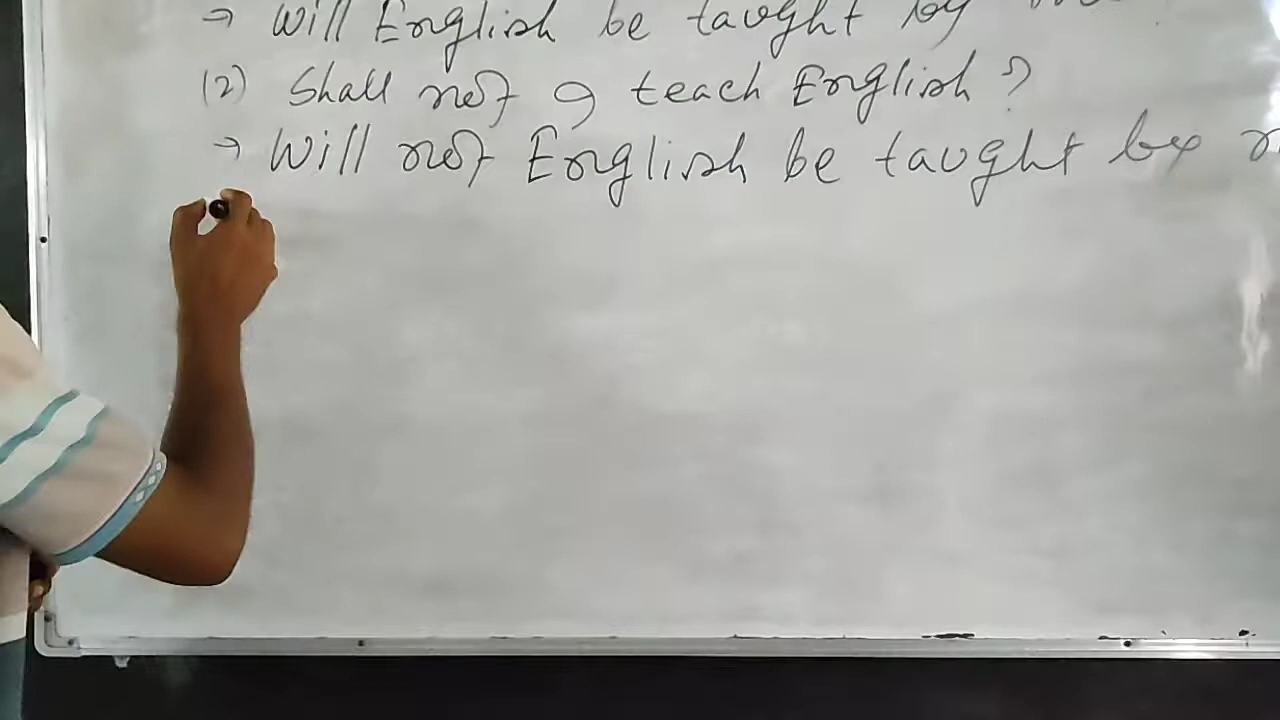 → Will English be taught by
(2) Shall not I teach English ?
→ Will not English be taught by